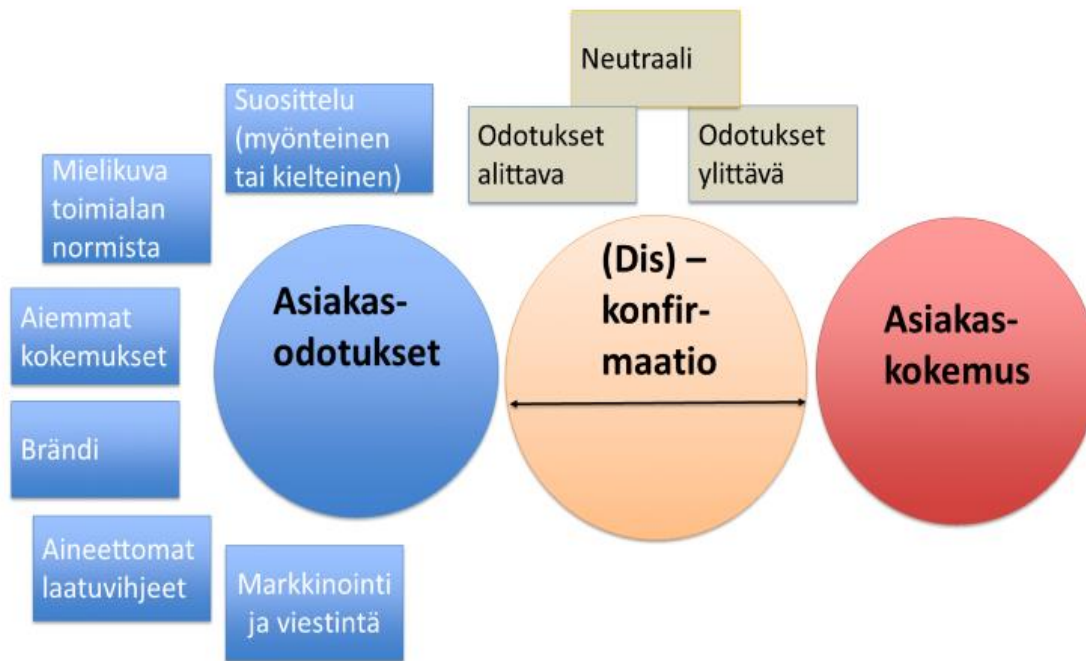 Suosittelu
(myönteinen
tai kielteinen)
Mielikuva
toimialan
normista
Aiemmat
kokemukset
Brändi
Aineettomat
laatuvihjeet
Markkinointi
ja viestintä
Asiakas-
odotukset
Neutraali
Odotukset
alittava
Odotukset
ylittävä
(Dis) –
konfir-
maatio
Asiakas-
kokemus